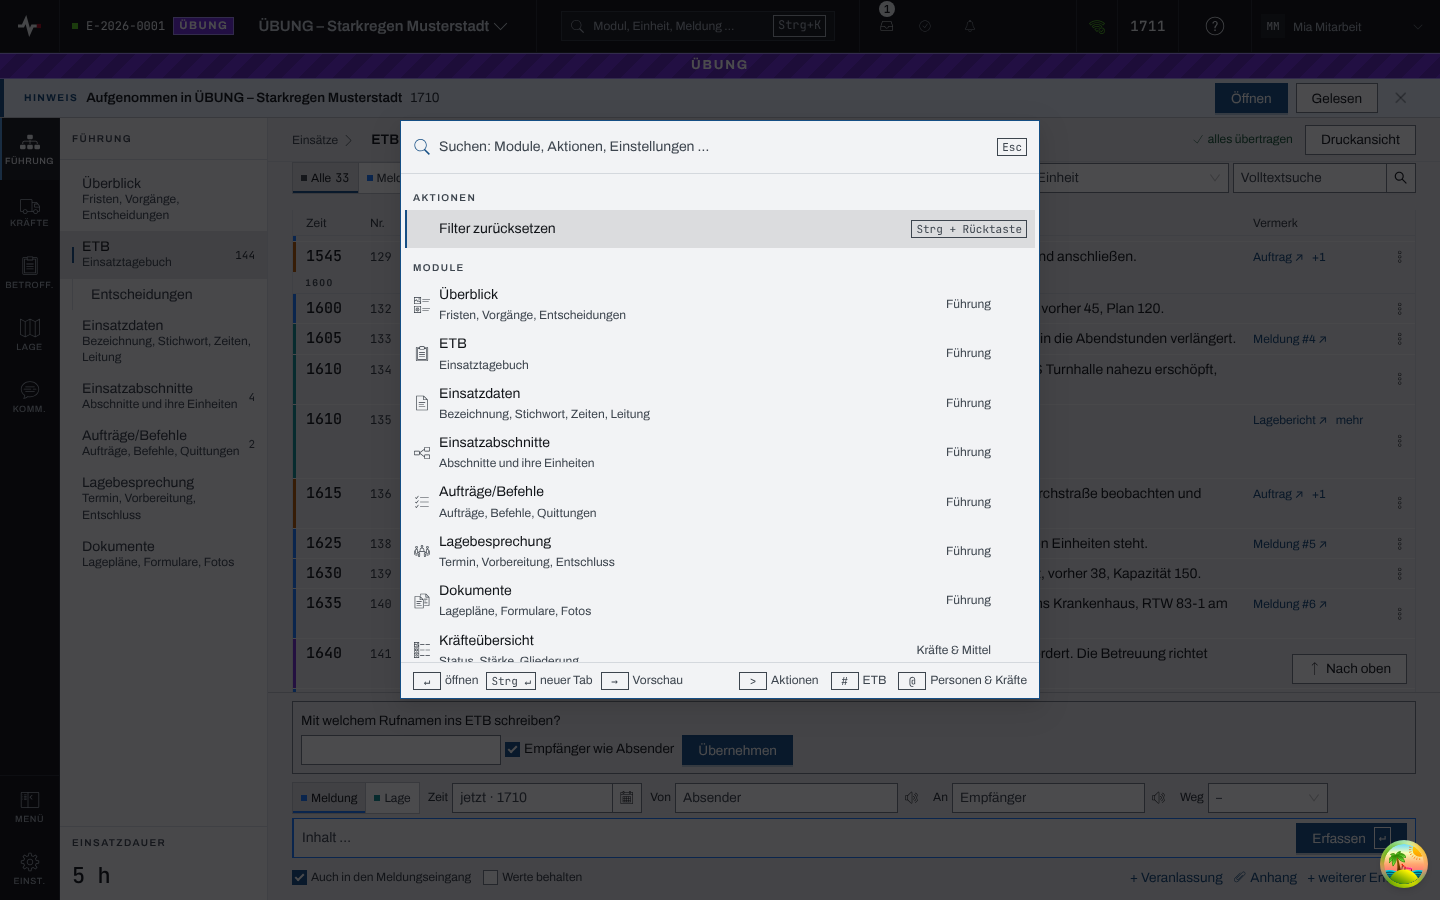 E-2026-0001 ÜBUNG ÜBUNG – Starkregen Musterstadt Modul, Einheit, Meldung ... Strg+K 1 1711 ? MM Mia Mitarbeit
ÜBUNG
HINWEIS Aufgenommen in ÜBUNG – Starkregen Musterstadt 1710 Öffnen Gelesen
FÜHRUNG
KRÄFTE
BETROFF.
LAGE
KOMM.
MENÜ
EINST.
FÜHRUNG
Überblick
Fristen, Vorgänge,
Entscheidungen
ETB
Einsatztagebuch 144
Entscheidungen
Einsatzdaten
Bezeichnung, Stichwort, Zeiten,
Leitung
Einsatzabschnitte
Abschnitte und ihre Einheiten 4
Aufträge/Befehle
Aufträge, Befehle, Quittungen 2
Lagebesprechung
Termin, Vorbereitung,
Entschluss
Dokumente
Lagepläne, Formulare, Fotos
EINSATZDAUER
5 h
Einsätze ETB alles übertragen Druckansicht
Alle 33 Einheit Volltextsuche
Zeit Nr. Vermerk
1545 129 nd anschließen. Auftrag ↗ +1
1600
1600 132 vorher 45, Plan 120.
1605 133 in die Abendstunden verlängert. Meldung #4 ↗
1610 134 Turnhalle nahezu erschöpft,
1610 135 Lagebericht ↗ mehr
1615 136 rchstraße beobachten und Auftrag ↗ +1
1625 138 n Einheiten steht. Meldung #5 ↗
1630 139 , vorher 38, Kapazität 150.
1635 140 ns Krankenhaus, RTW 83-1 am Meldung #6 ↗
1640 141 rdert. Die Betreuung richtet
↑ Nach oben
Suchen: Module, Aktionen, Einstellungen ... Esc
AKTIONEN
Filter zurücksetzen Strg + Rücktaste
MODULE
Überblick
Fristen, Vorgänge, Entscheidungen Führung
ETB
Einsatztagebuch Führung
Einsatzdaten
Bezeichnung, Stichwort, Zeiten, Leitung Führung
Einsatzabschnitte
Abschnitte und ihre Einheiten Führung
Aufträge/Befehle
Aufträge, Befehle, Quittungen Führung
Lagebesprechung
Termin, Vorbereitung, Entschluss Führung
Dokumente
Lagepläne, Formulare, Fotos Führung
Kräfteübersicht
Status, Stärke, Gliederung Kräfte & Mittel
↵ öffnen Strg ↵ neuer Tab → Vorschau > Aktionen # ETB @ Personen & Kräfte
Mit welchem Rufnamen ins ETB schreiben?
Empfänger wie Absender Übernehmen
Meldung Lage Zeit jetzt · 1710 Von Absender An Empfänger Weg –
Inhalt ... Erfassen ↵
Auch in den Meldungseingang Werte behalten + Veranlassung Anhang + weiterer